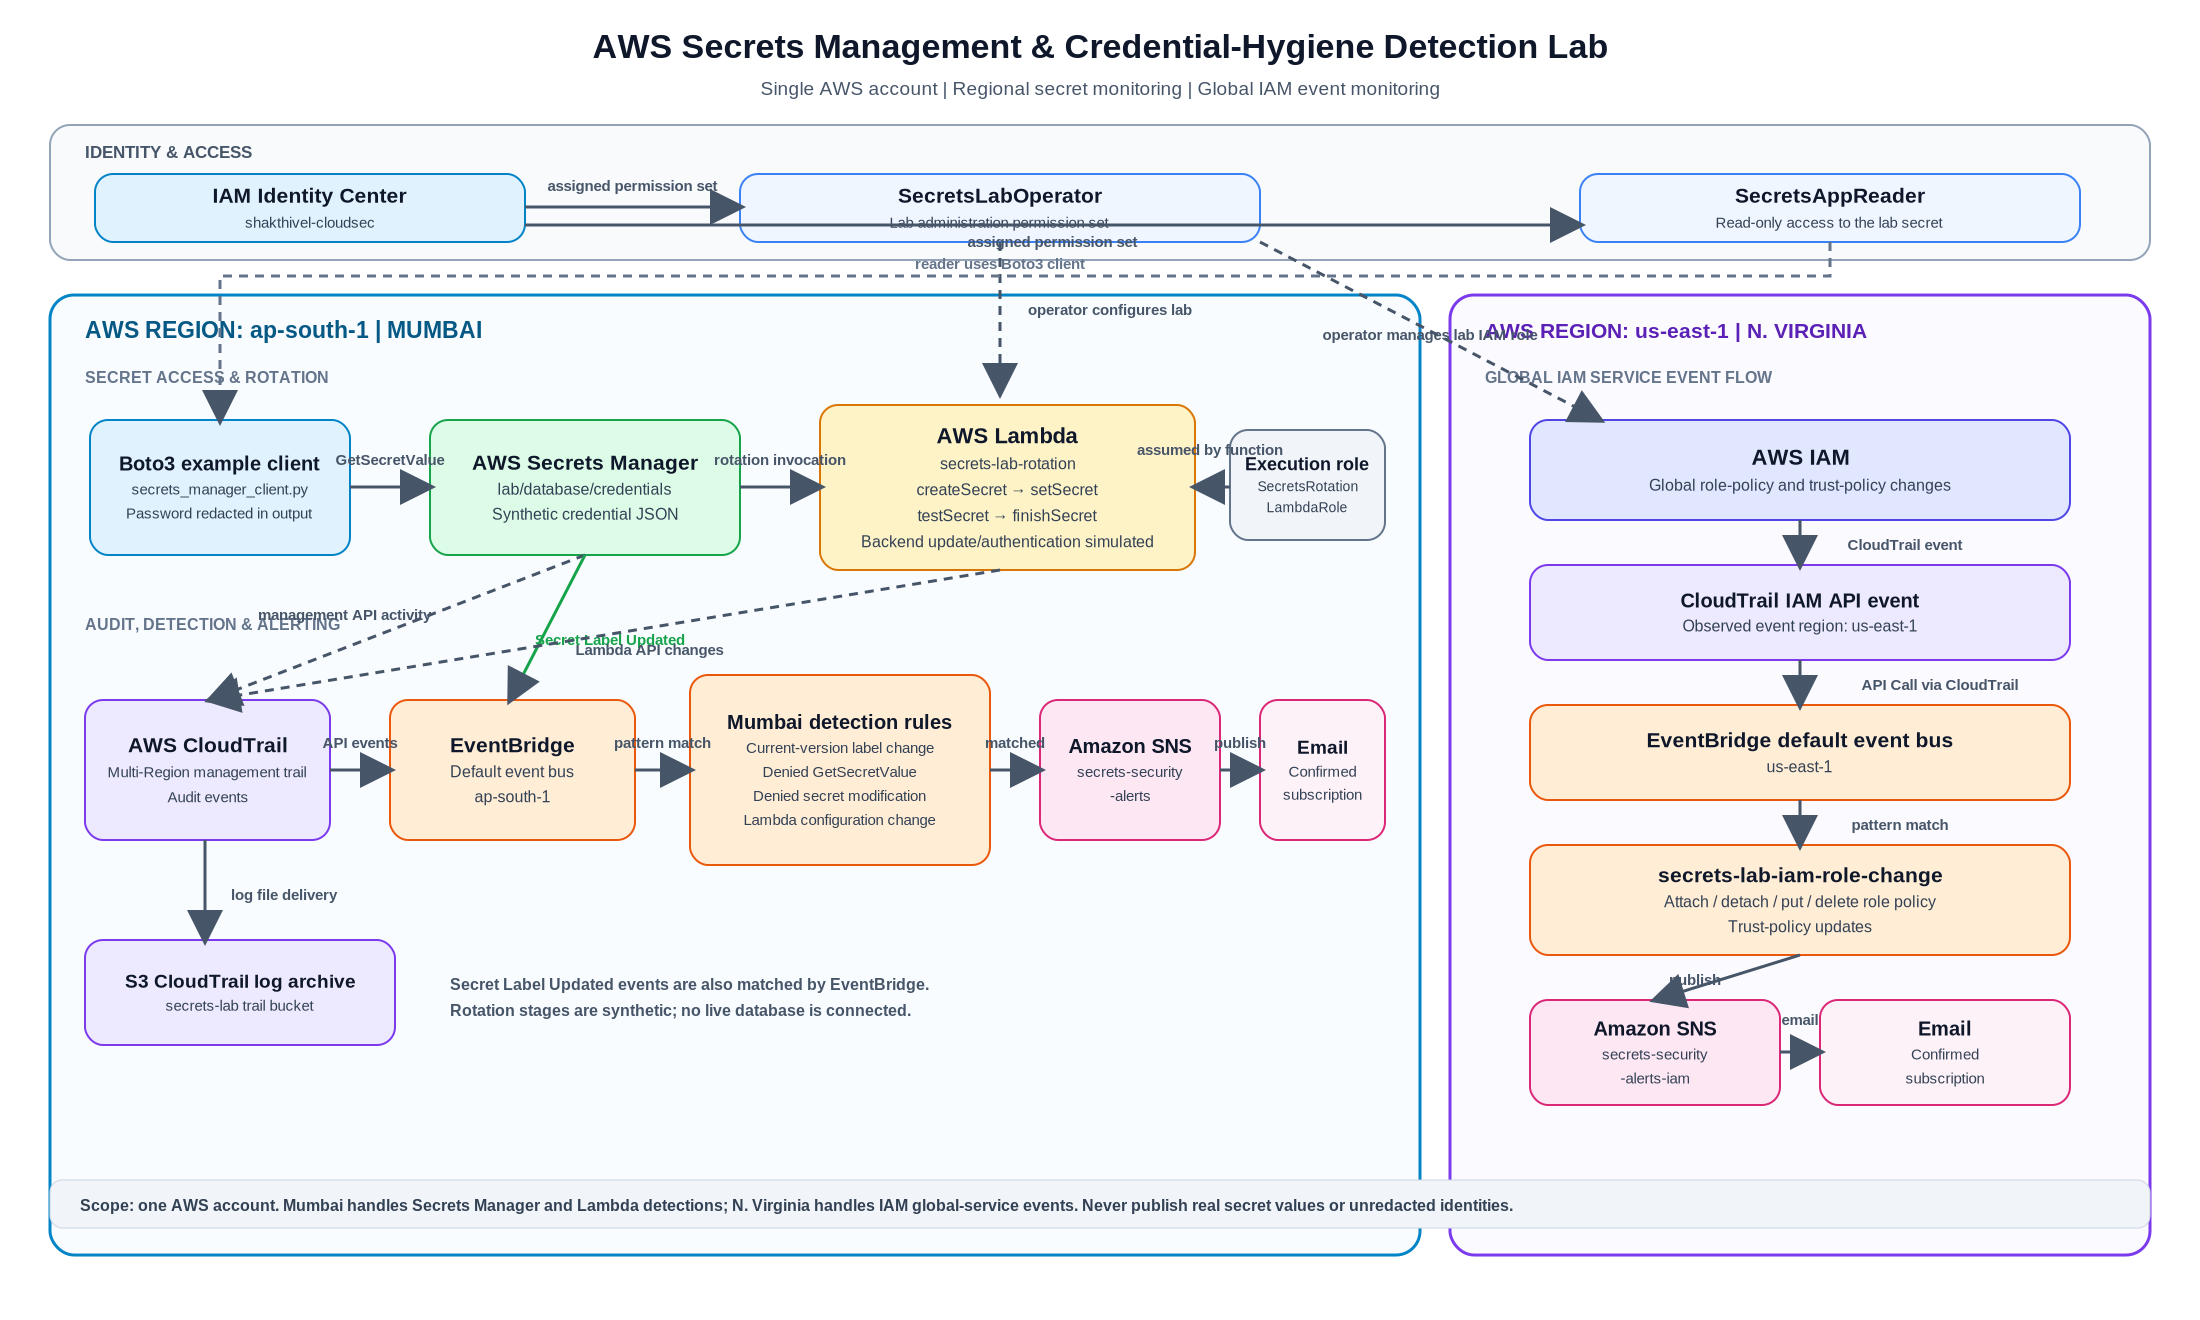 AWS Secrets Management & Credential-Hygiene Detection Lab
Single AWS account | Regional secret monitoring | Global IAM event monitoring
IDENTITY & ACCESS
IAM Identity Center
shakthivel-cloudsec
assigned permission set
SecretsLabOperator
Lab administration permission set
SecretsAppReader
Read-only access to the lab secret
assigned permission set
reader uses Boto3 client
operator configures lab
operator manages lab IAM role
AWS REGION: ap-south-1 | MUMBAI
SECRET ACCESS & ROTATION
Boto3 example client
secrets_manager_client.py
Password redacted in output
GetSecretValue
AWS Secrets Manager
lab/database/credentials
Synthetic credential JSON
rotation invocation
AWS Lambda
secrets-lab-rotation
createSecret → setSecret
testSecret → finishSecret
Backend update/authentication simulated
assumed by function
Execution role
SecretsRotation
LambdaRole
management API activity
AUDIT, DETECTION & ALERTING
Secret Label Updated
Lambda API changes
AWS CloudTrail
Multi-Region management trail
Audit events
API events
EventBridge
Default event bus
ap-south-1
pattern match
Mumbai detection rules
Current-version label change
Denied GetSecretValue
Denied secret modification
Lambda configuration change
matched
Amazon SNS
secrets-security
-alerts
publish
Email
Confirmed
subscription
log file delivery
S3 CloudTrail log archive
secrets-lab trail bucket
Secret Label Updated events are also matched by EventBridge.
Rotation stages are synthetic; no live database is connected.
AWS REGION: us-east-1 | N. VIRGINIA
GLOBAL IAM SERVICE EVENT FLOW
AWS IAM
Global role-policy and trust-policy changes
CloudTrail event
CloudTrail IAM API event
Observed event region: us-east-1
API Call via CloudTrail
EventBridge default event bus
us-east-1
pattern match
secrets-lab-iam-role-change
Attach / detach / put / delete role policy
Trust-policy updates
publish
Amazon SNS
secrets-security
-alerts-iam
email
Email
Confirmed
subscription
Scope: one AWS account. Mumbai handles Secrets Manager and Lambda detections; N. Virginia handles IAM global-service events. Never publish real secret values or unredacted identities.